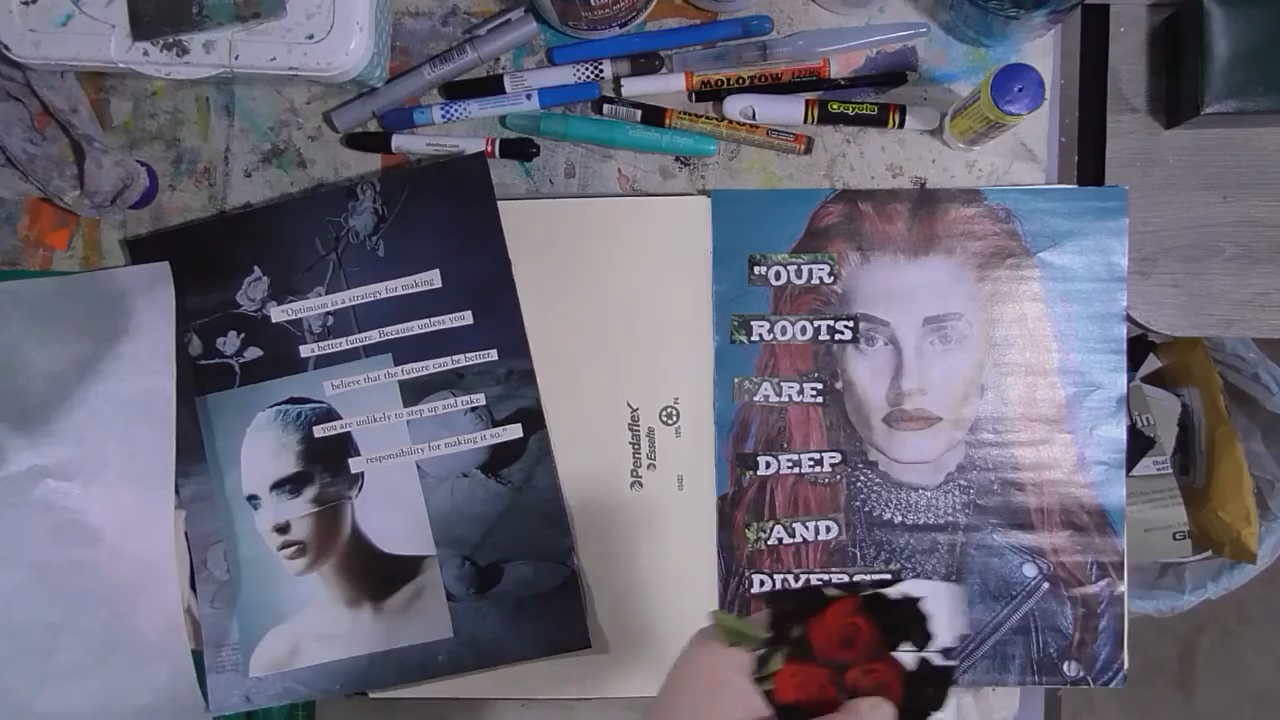 MOLOTOW
Crayola
"Optimism is a strategy for making
a better future. Because unless you
believe that the future can be better,
you are unlikely to step up and take
responsibility for making it so."
Pendaflex
Esselte
"OUR
ROOTS
ARE
DEEP
AND
DIVERSE